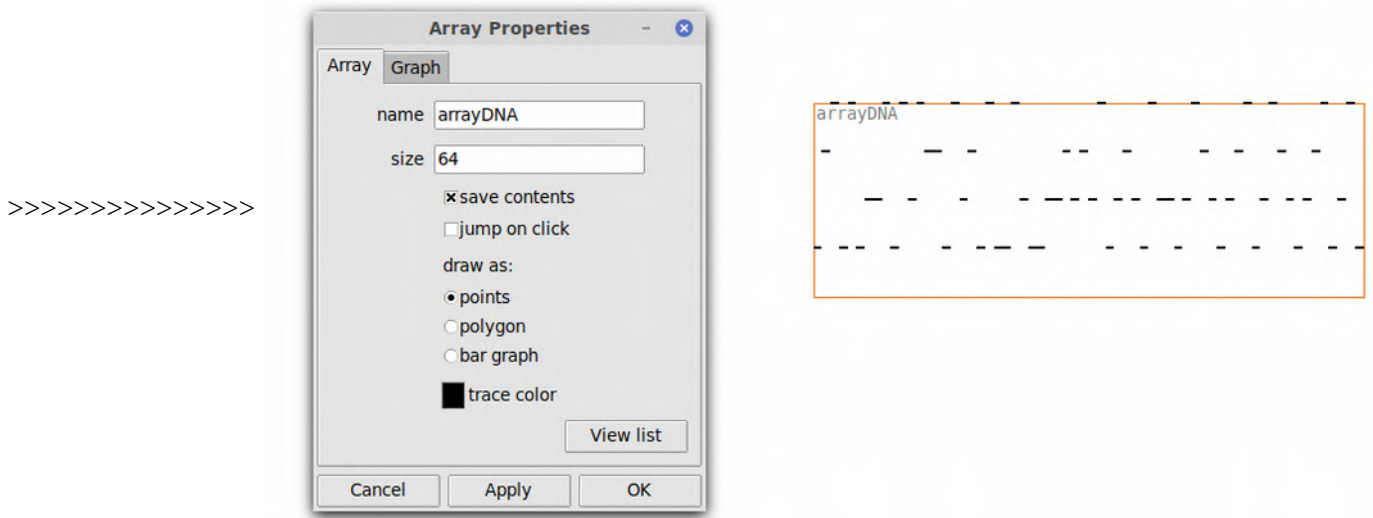 >>>>>>>>>>>>>>>
Array Properties
Array Graph
name arrayDNA
size 64
save contents
jump on click
draw as:
points
polygon
bar graph
trace color
View list
Cancel Apply OK
arrayDNA